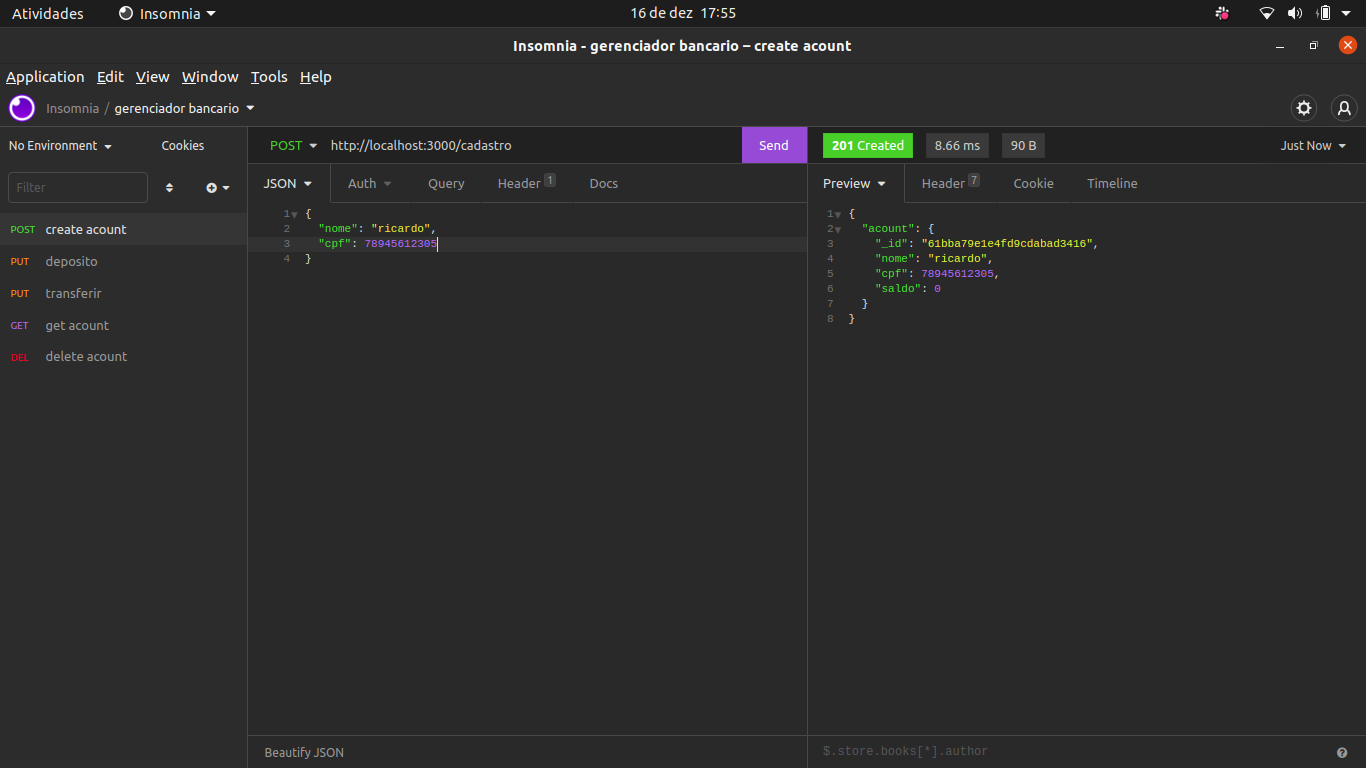 Atividades Insomnia 16 de dez 17:55
Insomnia - gerenciador bancario – create acount
Application Edit View Window Tools Help
Insomnia / gerenciador bancario
No Environment Cookies
Filter
POST create acount
PUT deposito
PUT transferir
GET get acount
DEL delete acount
POST http://localhost:3000/cadastro Send
JSON Auth Query Header 1 Docs
1 {
2 "nome": "ricardo",
3 "cpf": 78945612305
4 }
Beautify JSON
201 Created 8.66 ms 90 B Just Now
Preview Header 7 Cookie Timeline
1 {
2 "acount": {
3 "_id": "61bba79e1e4fd9cdabad3416",
4 "nome": "ricardo",
5 "cpf": 78945612305,
6 "saldo": 0
7 }
8 }
$.store.books[*].author